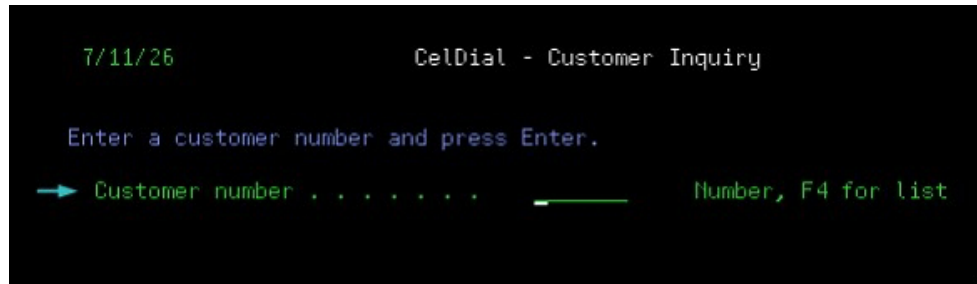 7/11/26 CelDial - Customer Inquiry
Enter a customer number and press Enter.
Customer number . . . . . . . Number, F4 for list